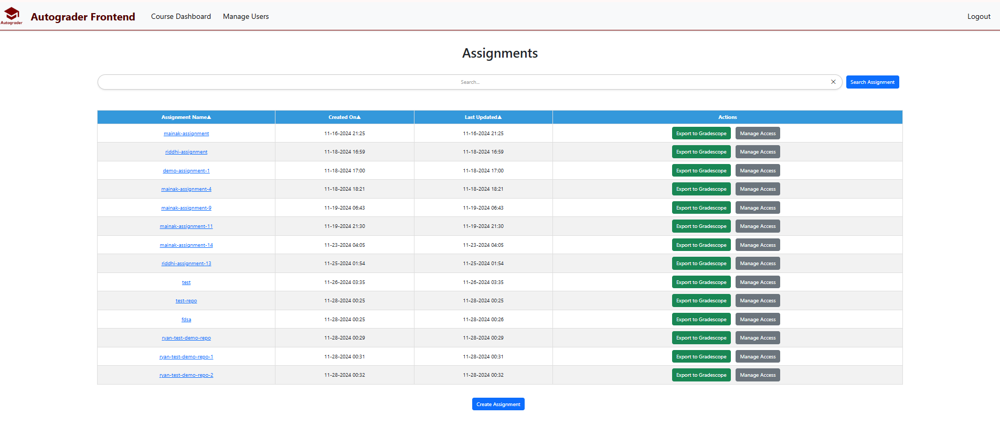 Autograder
Autograder Frontend Course Dashboard Manage Users Logout
Assignments
Search... × Search Assignment
Assignment Name▲ Created On▲ Last Updated▲ Actions
mainak-assignment 11-16-2024 21:25 11-16-2024 21:25 Export to Gradescope Manage Access
riddhi-assignment 11-18-2024 16:59 11-18-2024 16:59 Export to Gradescope Manage Access
demo-assignment-1 11-18-2024 17:00 11-18-2024 17:00 Export to Gradescope Manage Access
mainak-assignment-4 11-18-2024 18:21 11-18-2024 18:21 Export to Gradescope Manage Access
mainak-assignment-9 11-19-2024 06:43 11-19-2024 06:43 Export to Gradescope Manage Access
mainak-assignment-11 11-19-2024 21:30 11-19-2024 21:30 Export to Gradescope Manage Access
mainak-assignment-14 11-23-2024 04:05 11-23-2024 04:05 Export to Gradescope Manage Access
riddhi-assignment-13 11-25-2024 01:54 11-25-2024 01:54 Export to Gradescope Manage Access
test 11-26-2024 03:35 11-26-2024 03:35 Export to Gradescope Manage Access
test-repo 11-28-2024 00:25 11-28-2024 00:25 Export to Gradescope Manage Access
fdsa 11-28-2024 00:25 11-28-2024 00:26 Export to Gradescope Manage Access
ryan-test-demo-repo 11-28-2024 00:29 11-28-2024 00:29 Export to Gradescope Manage Access
ryan-test-demo-repo-1 11-28-2024 00:31 11-28-2024 00:31 Export to Gradescope Manage Access
ryan-test-demo-repo-2 11-28-2024 00:32 11-28-2024 00:32 Export to Gradescope Manage Access
Create Assignment